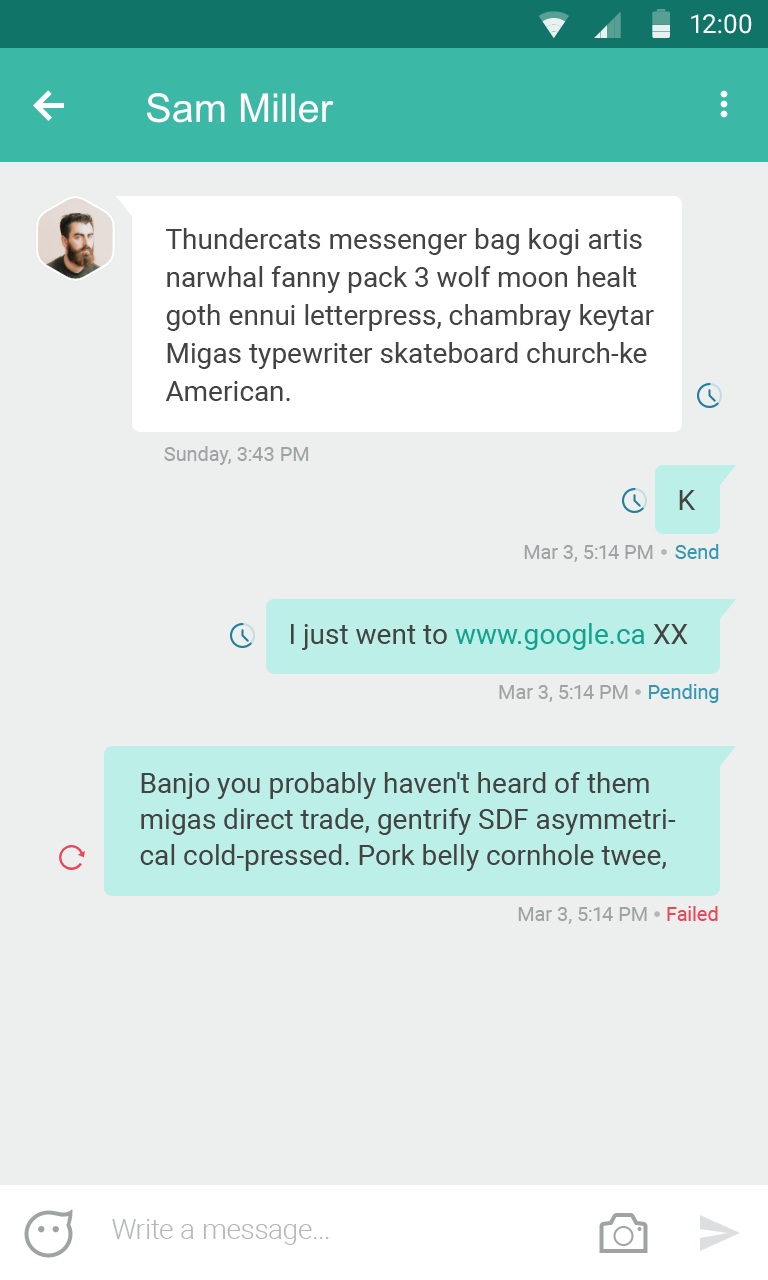 12:00
Sam Miller
Thundercats messenger bag kogi artis
narwhal fanny pack 3 wolf moon healt
goth ennui letterpress, chambray keytar
Migas typewriter skateboard church-ke
American.
Sunday, 3:43 PM
K
Mar 3, 5:14 PM • Send
I just went to www.google.ca XX
Mar 3, 5:14 PM • Pending
Banjo you probably haven't heard of them
migas direct trade, gentrify SDF asymmetri-
cal cold-pressed. Pork belly cornhole twee,
Mar 3, 5:14 PM • Failed
Write a message...